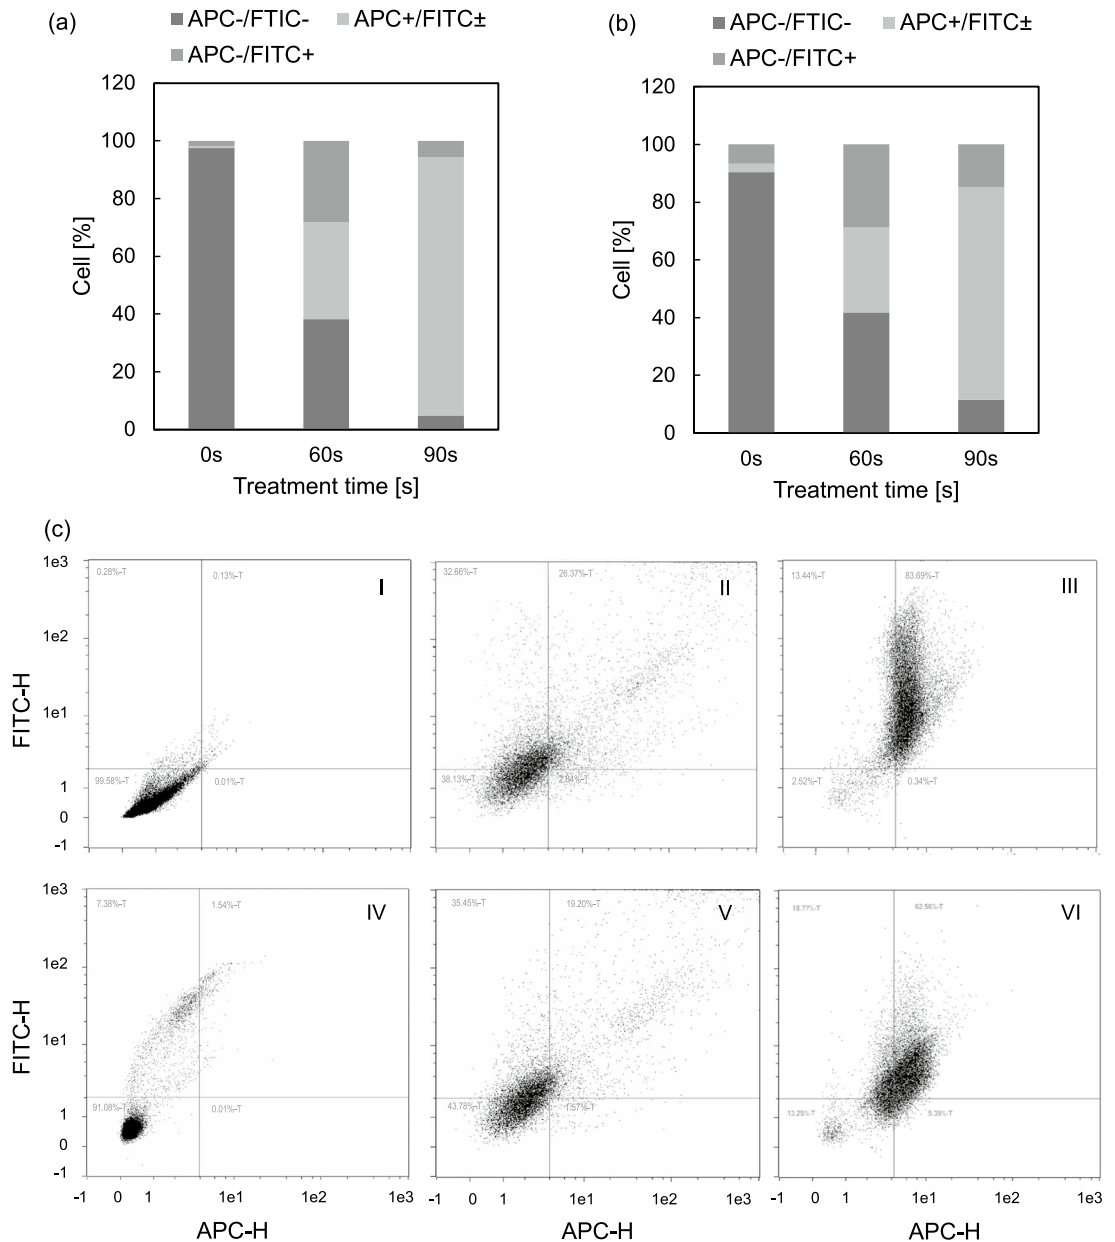 (a)
APC-/FTIC-
APC+/FITC±
APC-/FITC+
120
100
80
60
40
20
0
Cell [%]
0s
60s
90s
Treatment time [s]
(b)
APC-/FTIC-
APC+/FITC±
APC-/FITC+
120
100
80
60
40
20
0
Cell [%]
0s
60s
90s
Treatment time [s]
(c)
1e3
1e2
1e1
1
0
-1
FITC-H
0.28%-T
0.13%-T
I
99.58%-T
0.01%-T
32.66%-T
26.37%-T
II
38.13%-T
2.84%-T
13.44%-T
83.69%-T
III
2.52%-T
0.34%-T
1e3
1e2
1e1
1
0
-1
FITC-H
7.38%-T
1.54%-T
IV
91.08%-T
0.01%-T
35.45%-T
19.20%-T
V
43.78%-T
1.57%-T
18.77%-T
62.56%-T
VI
13.29%-T
5.39%-T
-1 0 1 1e1 1e2 1e3
-1 0 1 1e1 1e2 1e3
-1 0 1 1e1 1e2 1e3
APC-H
APC-H
APC-H